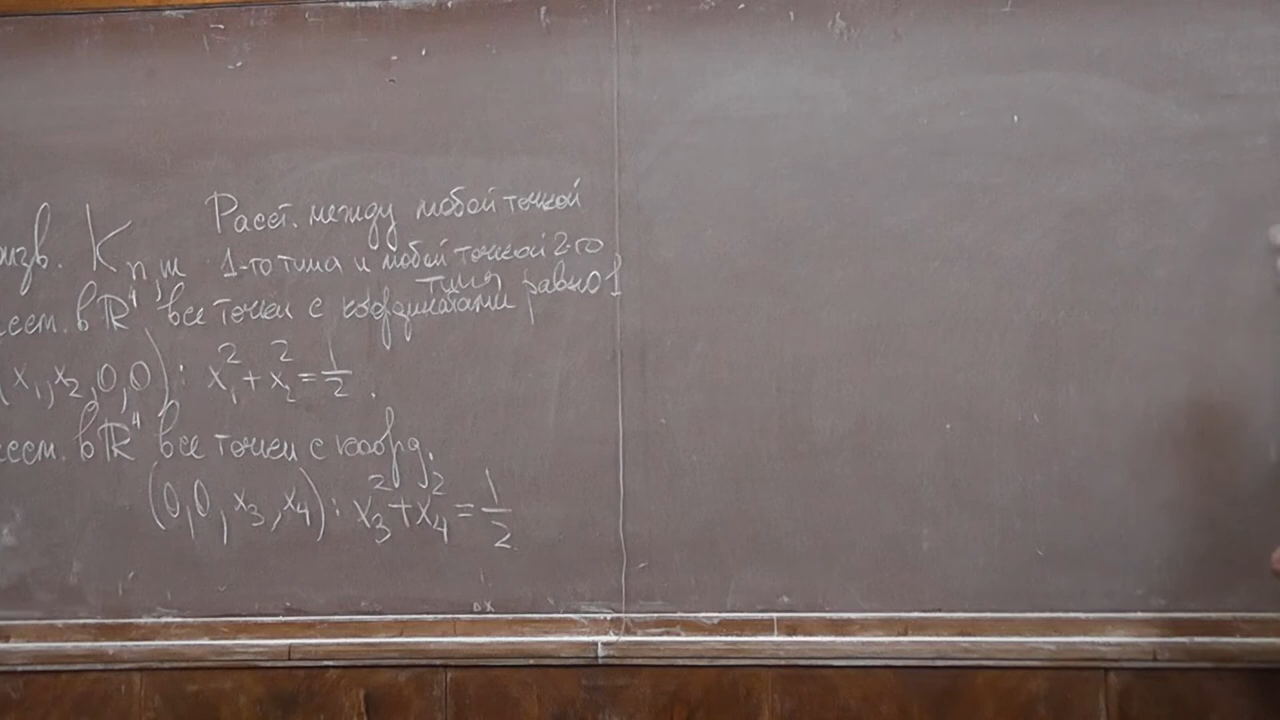 Расст. между любой точкой
изв. K n,m 1-го типа и любой точкой 2-го
типа равно 1
ссм. в ℝ⁴ все точки с координатами
(x₁, x₂, 0, 0): x₁² + x₂² = 1/2.
ссм. в ℝ⁴ все точки с коорд.
(0, 0, x₃, x₄): x₃² + x₄² = 1/2.